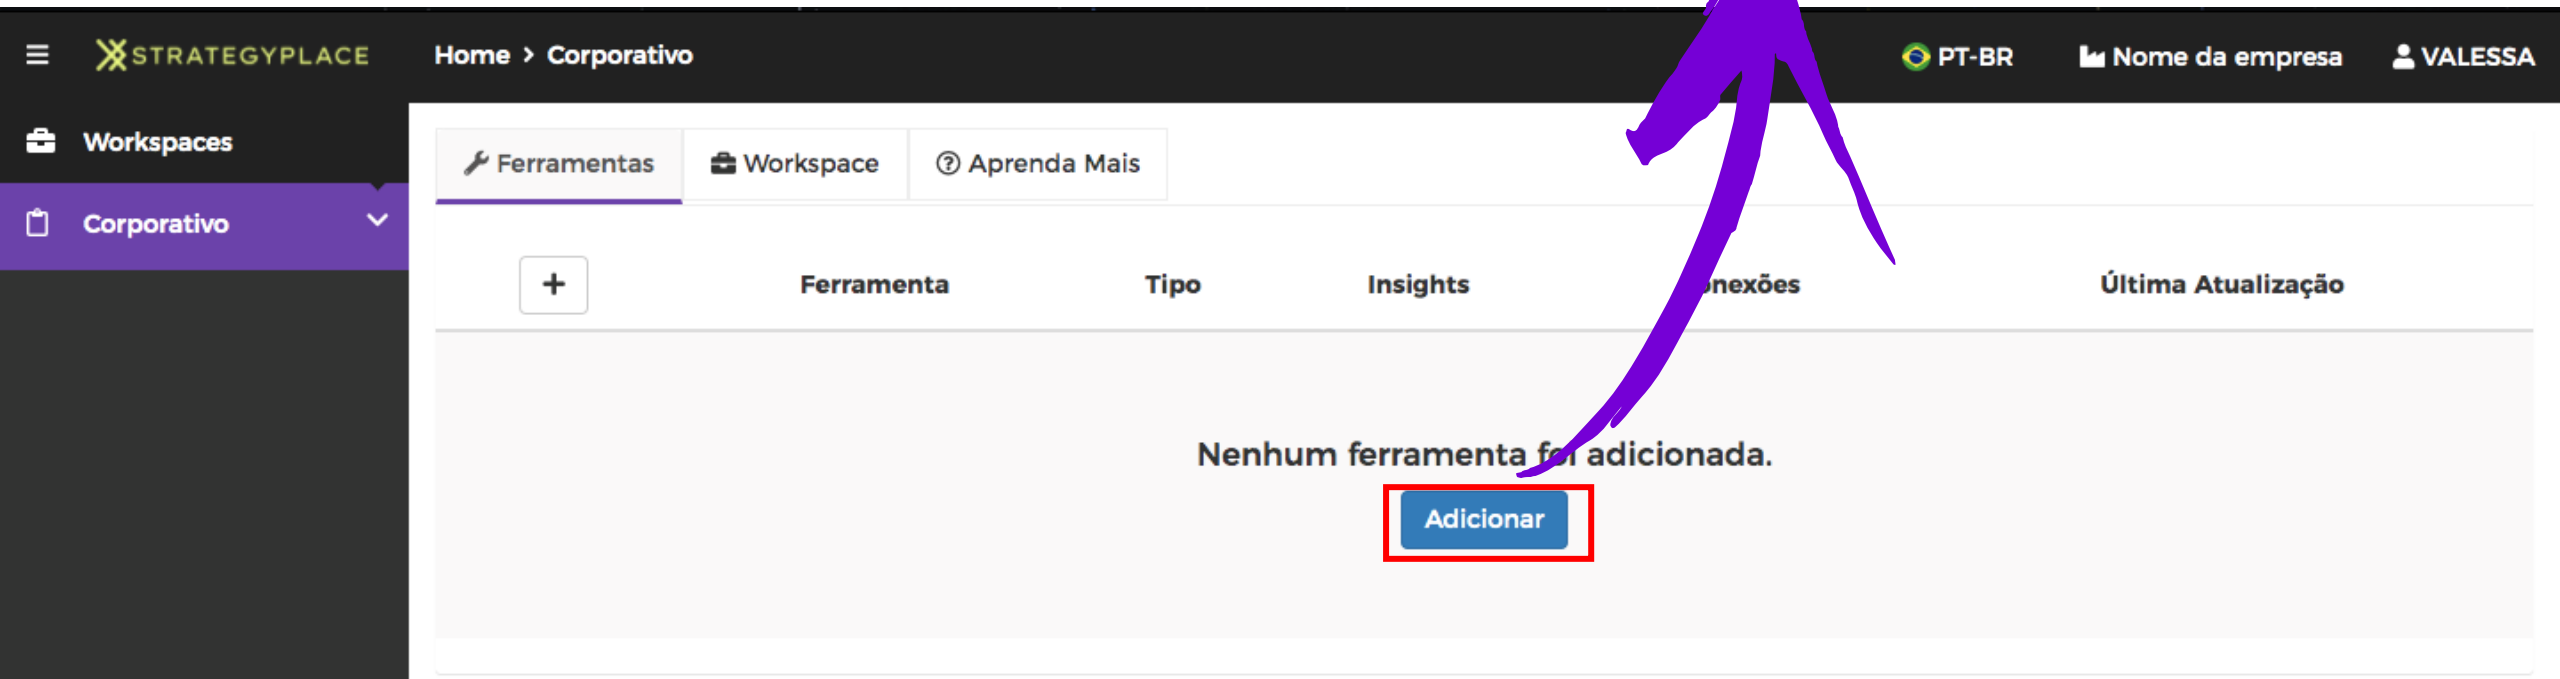 STRATEGYPLACE Home > Corporativo PT-BR Nome da empresa VALESSA
Workspaces
Corporativo
Ferramentas Workspace Aprenda Mais
+ Ferramenta Tipo Insights Última Atualização
Nenhum ferramenta foi adicionada.
Adicionar